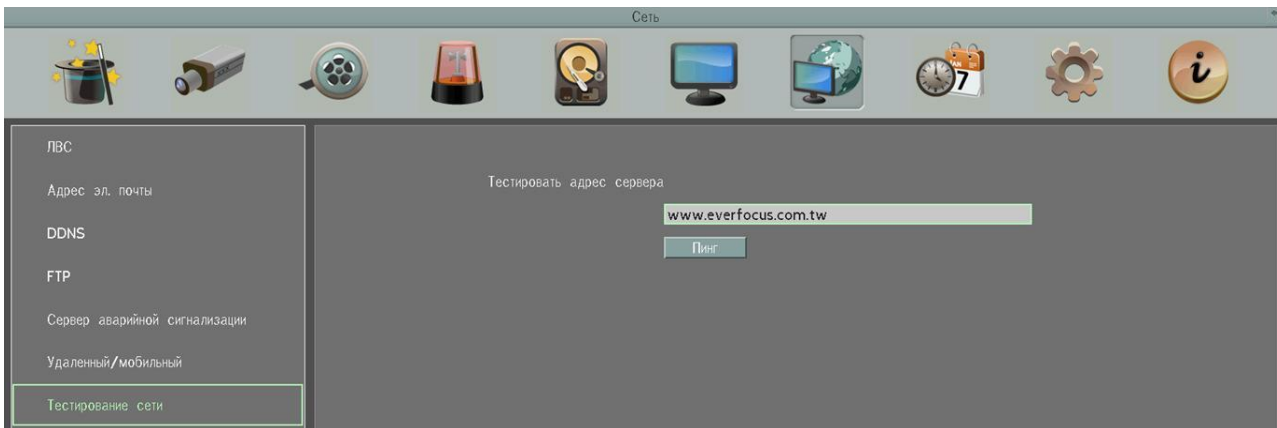 Сеть
7
i
ЛВС
Адрес эл. почты
DDNS
FTP
Сервер аварийной сигнализации
Удаленный/мобильный
Тестирование сети
Тестировать адрес сервера
www.everfocus.com.tw
Пинг